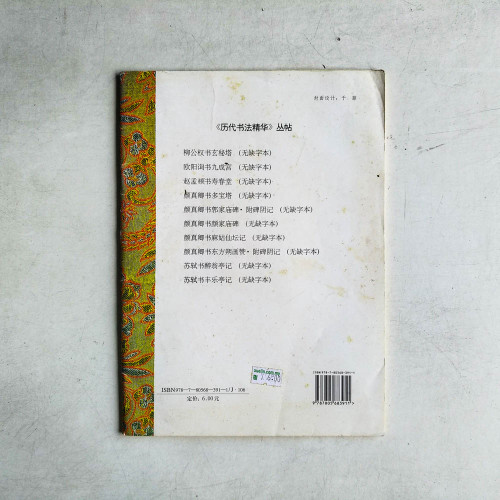 封面设计：于 
《历代书法精华》丛帖
柳公权书玄秘塔 (无缺字本)
欧阳询书九成宫 (无缺字本)
赵孟頫书寿春堂 (无缺字本)
颜真卿书多宝塔 (无缺字本)
颜真卿书郭家庙碑·附碑阴记 (无缺字本)
颜真卿书颜家庙碑 (无缺字本)
颜真卿书麻姑仙坛记 (无缺字本)
颜真卿书东方朔画赞·附碑阴记 (无缺字本)
苏轼书醉翁亭记 (无缺字本)
苏轼书丰乐亭记 (无缺字本)
ISBN978-7-80568-391-1/J·106
定价：6.00元